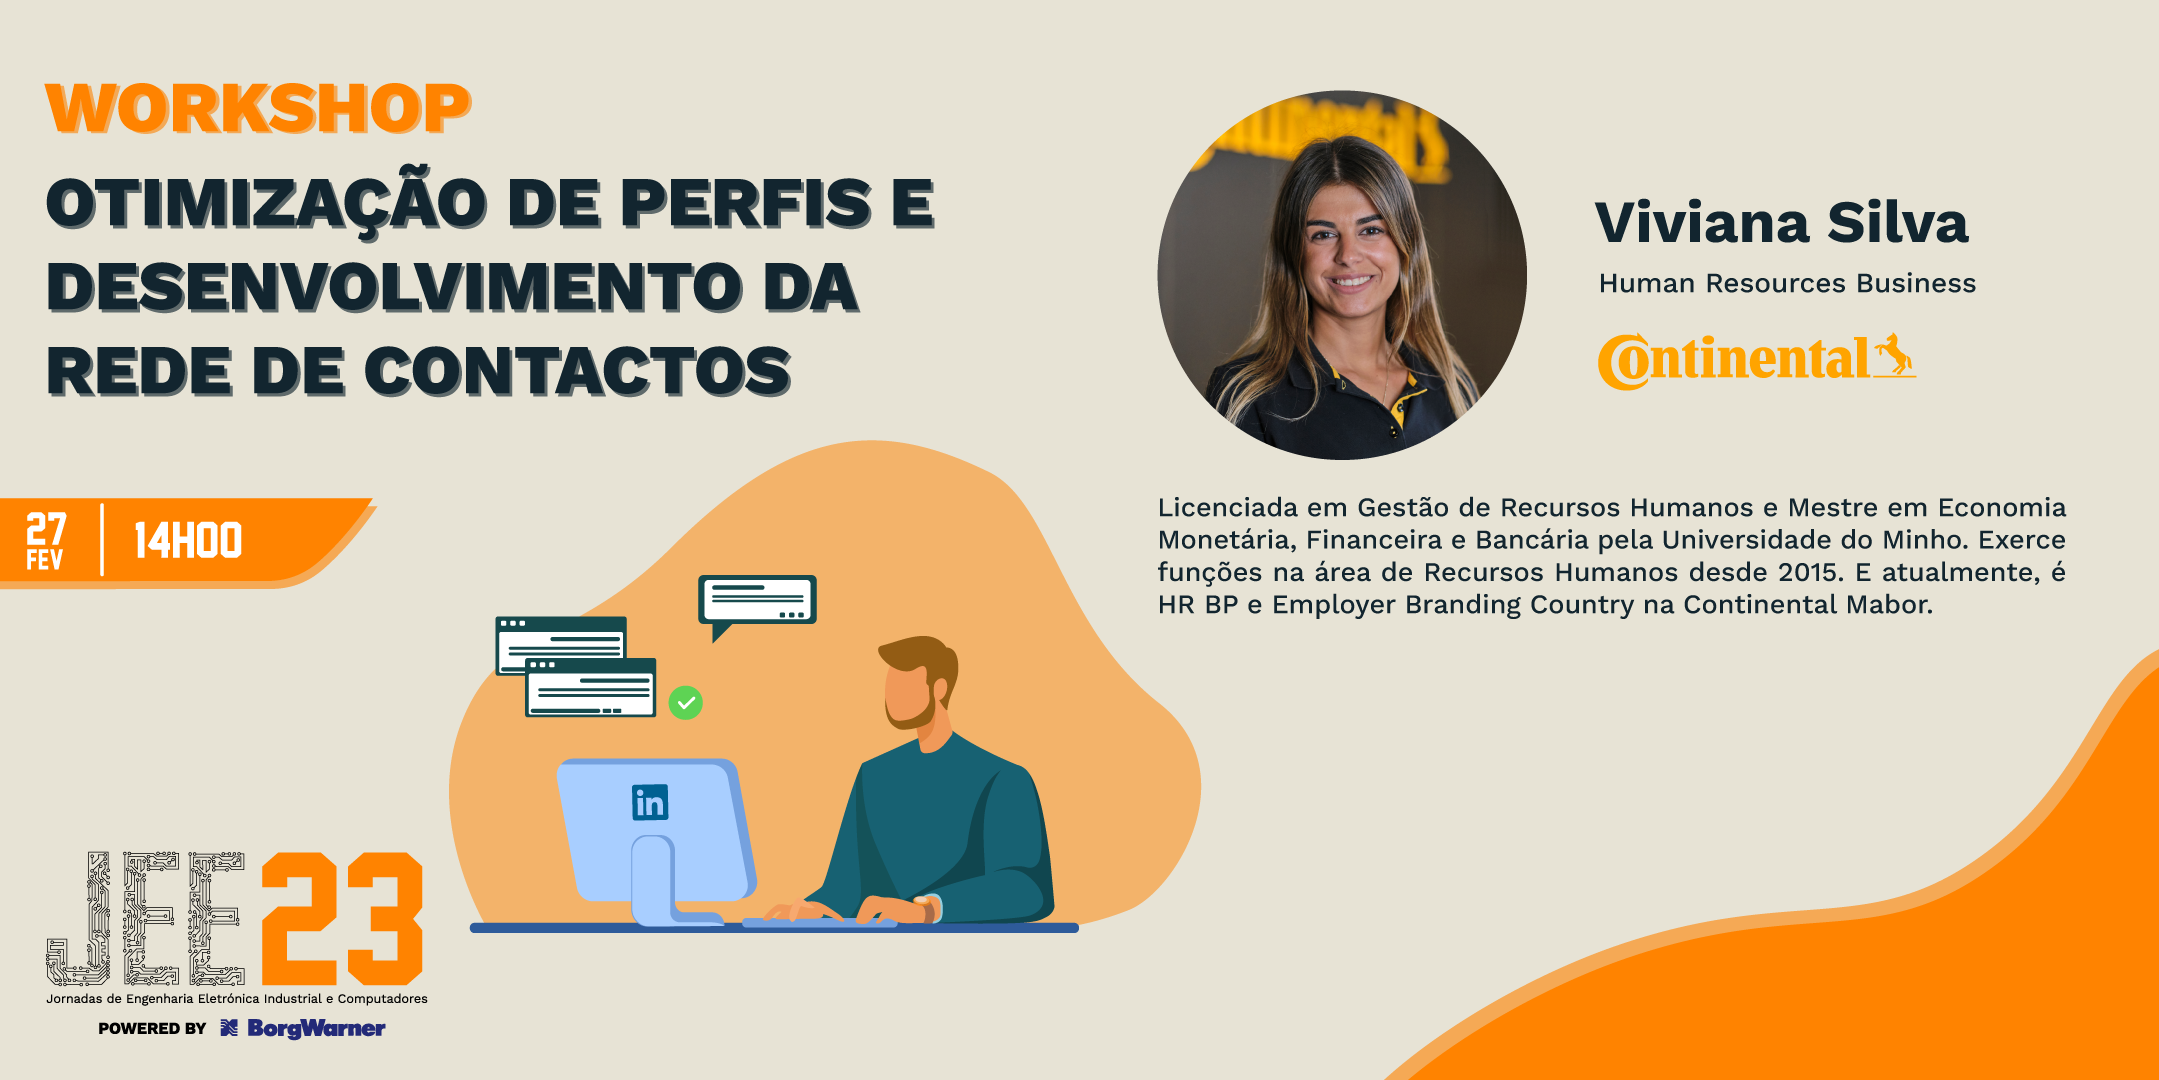 WORKSHOP
OTIMIZAÇÃO DE PERFIS E
DESENVOLVIMENTO DA
REDE DE CONTACTOS
27
FEV
14H00
Continental
Viviana Silva
Human Resources Business
Continental
Licenciada em Gestão de Recursos Humanos e Mestre em Economia
Monetária, Financeira e Bancária pela Universidade do Minho. Exerce
funções na área de Recursos Humanos desde 2015. E atualmente, é
HR BP e Employer Branding Country na Continental Mabor.
in
JEE23
Jornadas de Engenharia Eletrónica Industrial e Computadores
POWERED BY BorgWarner